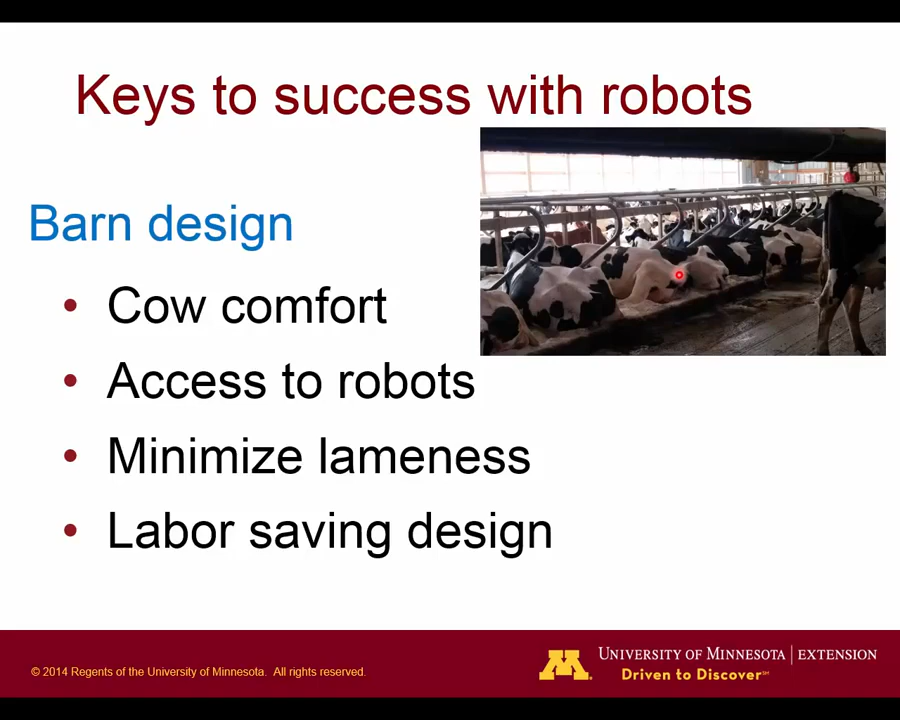 Keys to success with robots
Barn design
• Cow comfort
• Access to robots
• Minimize lameness
• Labor saving design
© 2014 Regents of the University of Minnesota. All rights reserved.
UNIVERSITY OF MINNESOTA | EXTENSION
Driven to Discover℠